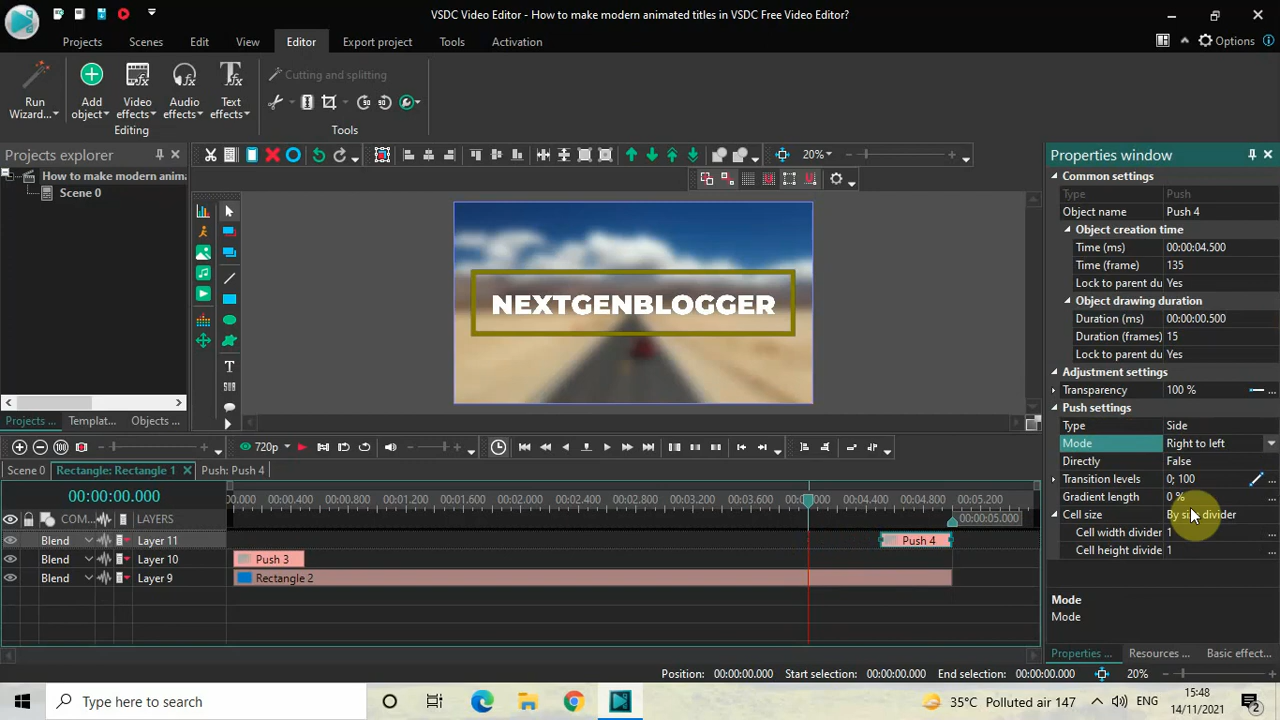 VSDC Video Editor - How to make modern animated titles in VSDC Free Video Editor?
Projects Scenes Edit View Editor Export project Tools Activation
Options
Run Wizard...
Add object
Video effects
Audio effects
Text effects
Cutting and splitting
Editing
Tools
Projects explorer
20%
How to make modern anima
Scene 0
NEXTGENBLOGGER
Projects ... Templat... Objects ...
720p
Scene 0 Rectangle: Rectangle 1 Push: Push 4
00:00:00.000
00:00:05.000
COM... LAYERS
Blend Layer 11 Push 4
Blend Layer 10 Push 3
Blend Layer 9 Rectangle 2
Properties window
Common settings
Type Push
Object name Push 4
Object creation time
Time (ms) 00:00:04.500
Time (frame) 135
Lock to parent du Yes
Object drawing duration
Duration (ms) 00:00:00.500
Duration (frames) 15
Lock to parent du Yes
Adjustment settings
Transparency 100 %
Push settings
Type Side
Mode Right to left
Directly False
Transition levels 0; 100
Gradient length 0 %
Cell size
Cell width divider 1
Cell height divide 1
Mode
Mode
Properties ... Resources ... Basic effect...
Position: 00:00:00.000 Start selection: 00:00:00.000 End selection: 00:00:00.000 20%
Type here to search
35°C Polluted air 147
ENG
15:48
14/11/2021
2